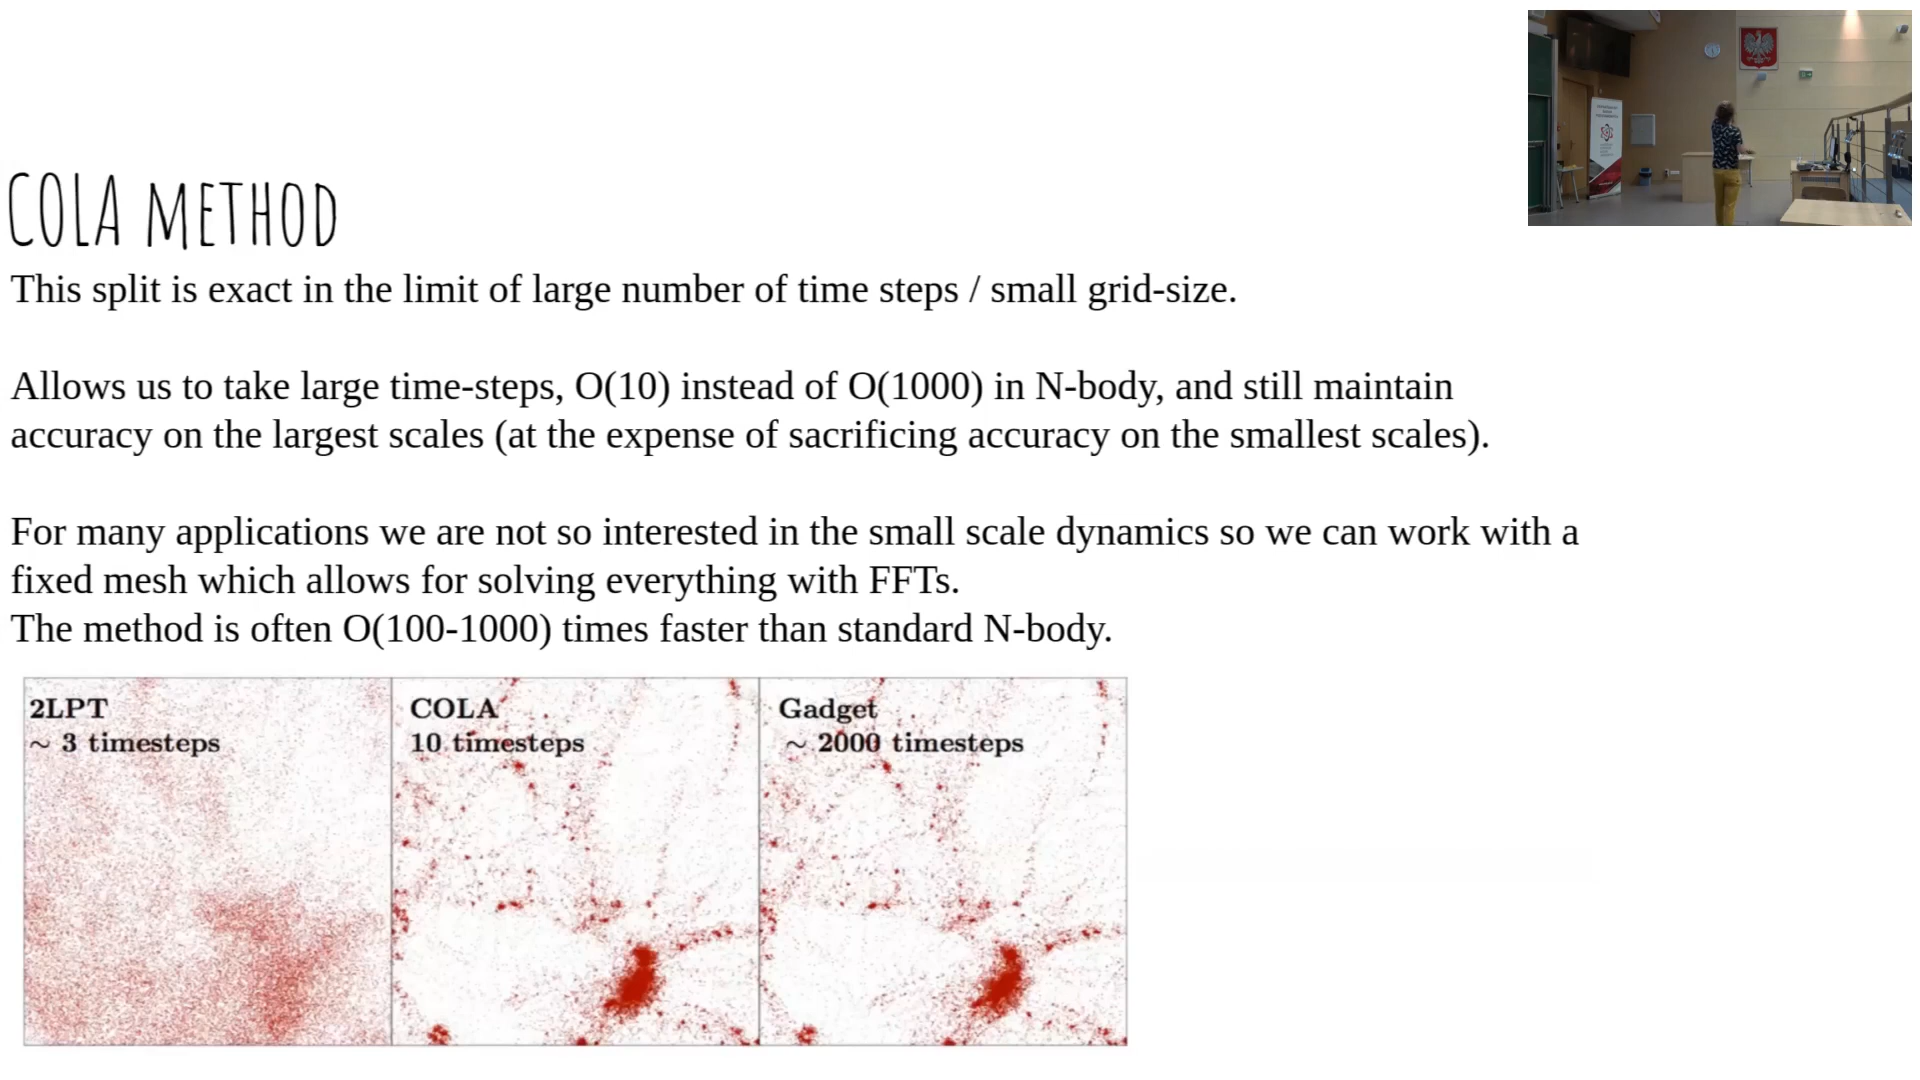 COLA METHOD
This split is exact in the limit of large number of time steps / small grid-size.
Allows us to take large time-steps, O(10) instead of O(1000) in N-body, and still maintain
accuracy on the largest scales (at the expense of sacrificing accuracy on the smallest scales).
For many applications we are not so interested in the small scale dynamics so we can work with a
fixed mesh which allows for solving everything with FFTs.
The method is often O(100-1000) times faster than standard N-body.
2LPT
~ 3 timesteps
COLA
10 timesteps
Gadget
~ 2000 timesteps